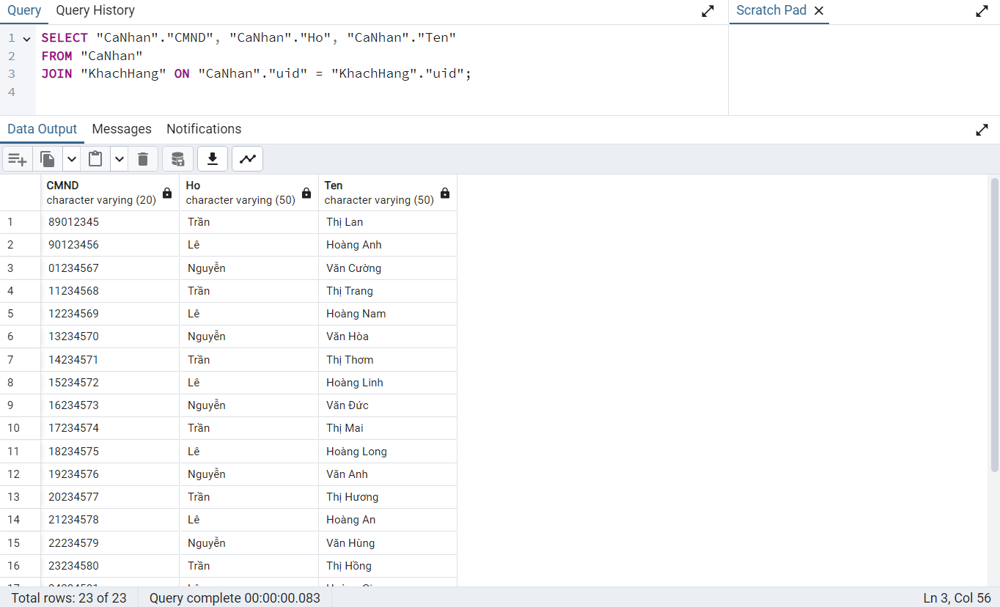 Query Query History Scratch Pad
1 SELECT "CaNhan"."CMND", "CaNhan"."Ho", "CaNhan"."Ten"
2 FROM "CaNhan"
3 JOIN "KhachHang" ON "CaNhan"."uid" = "KhachHang"."uid";
4
Data Output Messages Notifications
CMND Ho Ten
character varying (20) character varying (50) character varying (50)
1 89012345 Trần Thị Lan
2 90123456 Lê Hoàng Anh
3 01234567 Nguyễn Văn Cường
4 11234568 Trần Thị Trang
5 12234569 Lê Hoàng Nam
6 13234570 Nguyễn Văn Hòa
7 14234571 Trần Thị Thơm
8 15234572 Lê Hoàng Linh
9 16234573 Nguyễn Văn Đức
10 17234574 Trần Thị Mai
11 18234575 Lê Hoàng Long
12 19234576 Nguyễn Văn Anh
13 20234577 Trần Thị Hương
14 21234578 Lê Hoàng An
15 22234579 Nguyễn Văn Hùng
16 23234580 Trần Thị Hồng
Total rows: 23 of 23 Query complete 00:00:00.083 Ln 3, Col 56